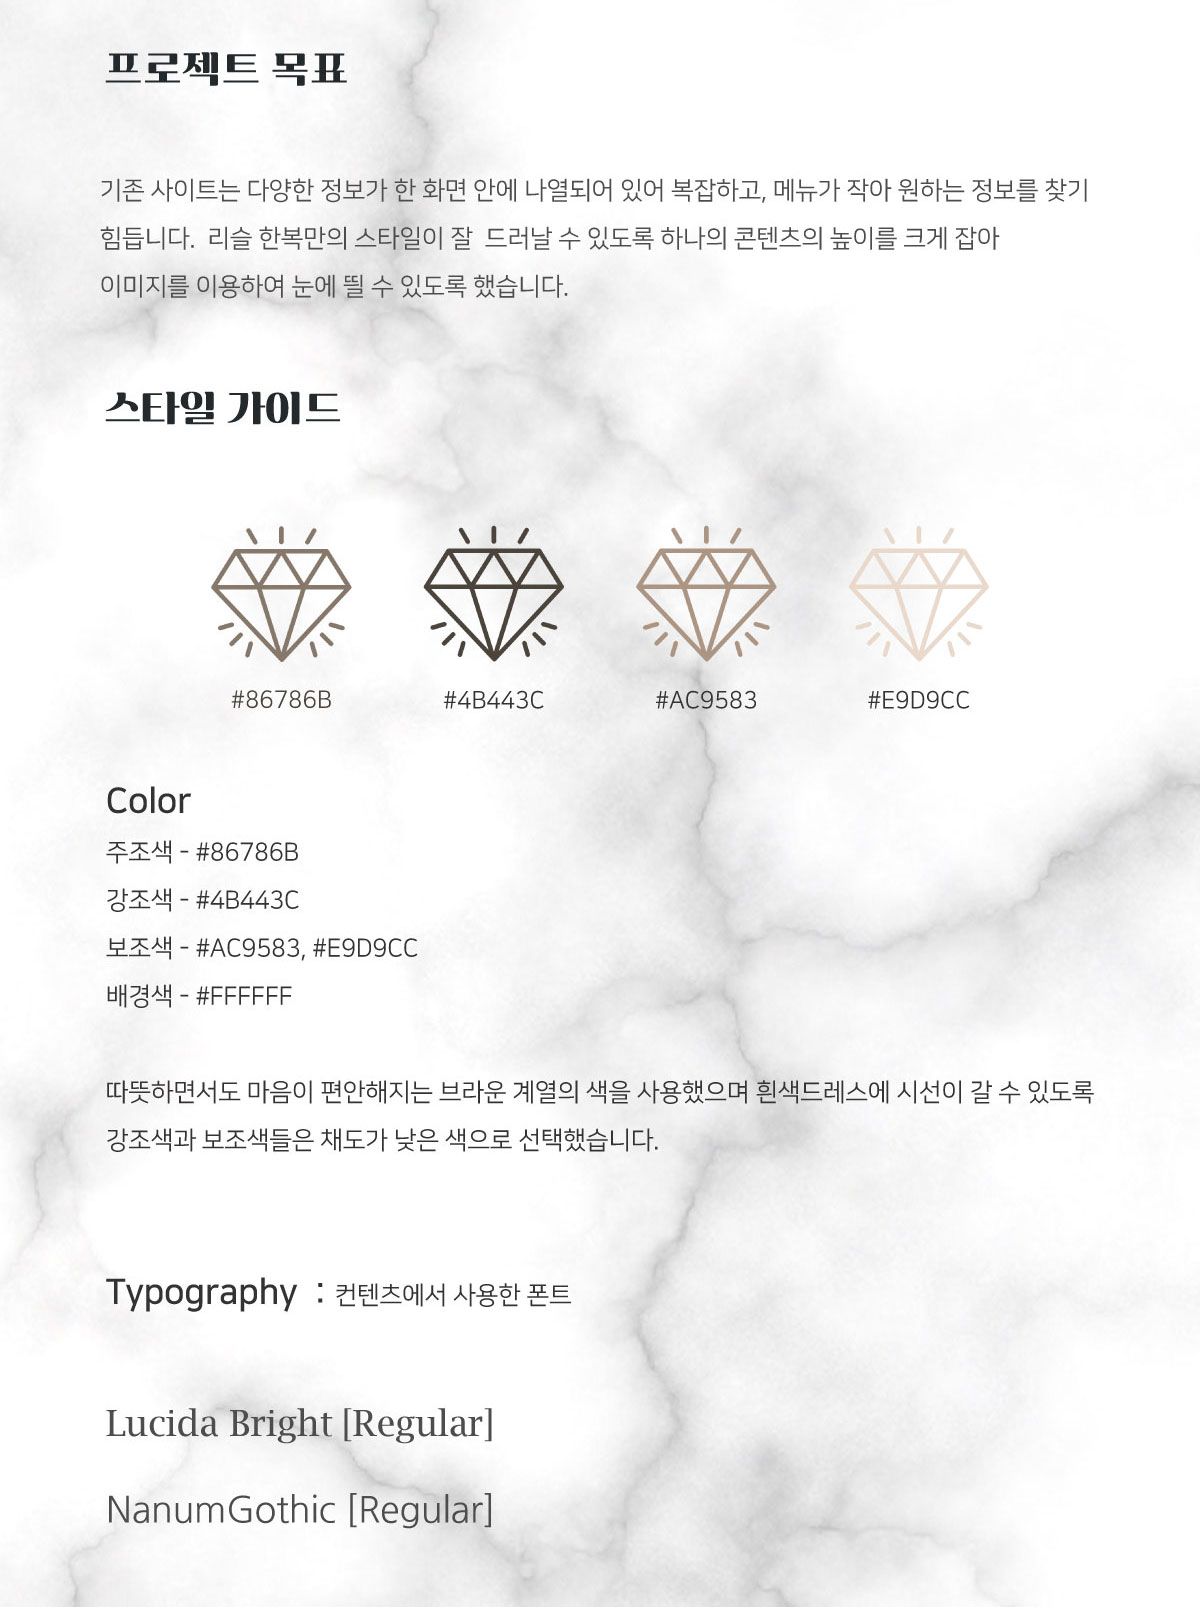 프로젝트 목표
기존 사이트는 다양한 정보가 한 화면 안에 나열되어 있어 복잡하고, 메뉴가 작아 원하는 정보를 찾기
힘듭니다. 리슬 한복만의 스타일이 잘 드러날 수 있도록 하나의 콘텐츠의 높이를 크게 잡아
이미지를 이용하여 눈에 띌 수 있도록 했습니다.
스타일 가이드
#86786B #4B443C #AC9583 #E9D9CC
Color
주조색 - #86786B
강조색 - #4B443C
보조색 - #AC9583, #E9D9CC
배경색 - #FFFFFF
따뜻하면서도 마음이 편안해지는 브라운 계열의 색을 사용했으며 흰색드레스에 시선이 갈 수 있도록
강조색과 보조색들은 채도가 낮은 색으로 선택했습니다.
Typography : 컨텐츠에서 사용한 폰트
Lucida Bright [Regular]
NanumGothic [Regular]